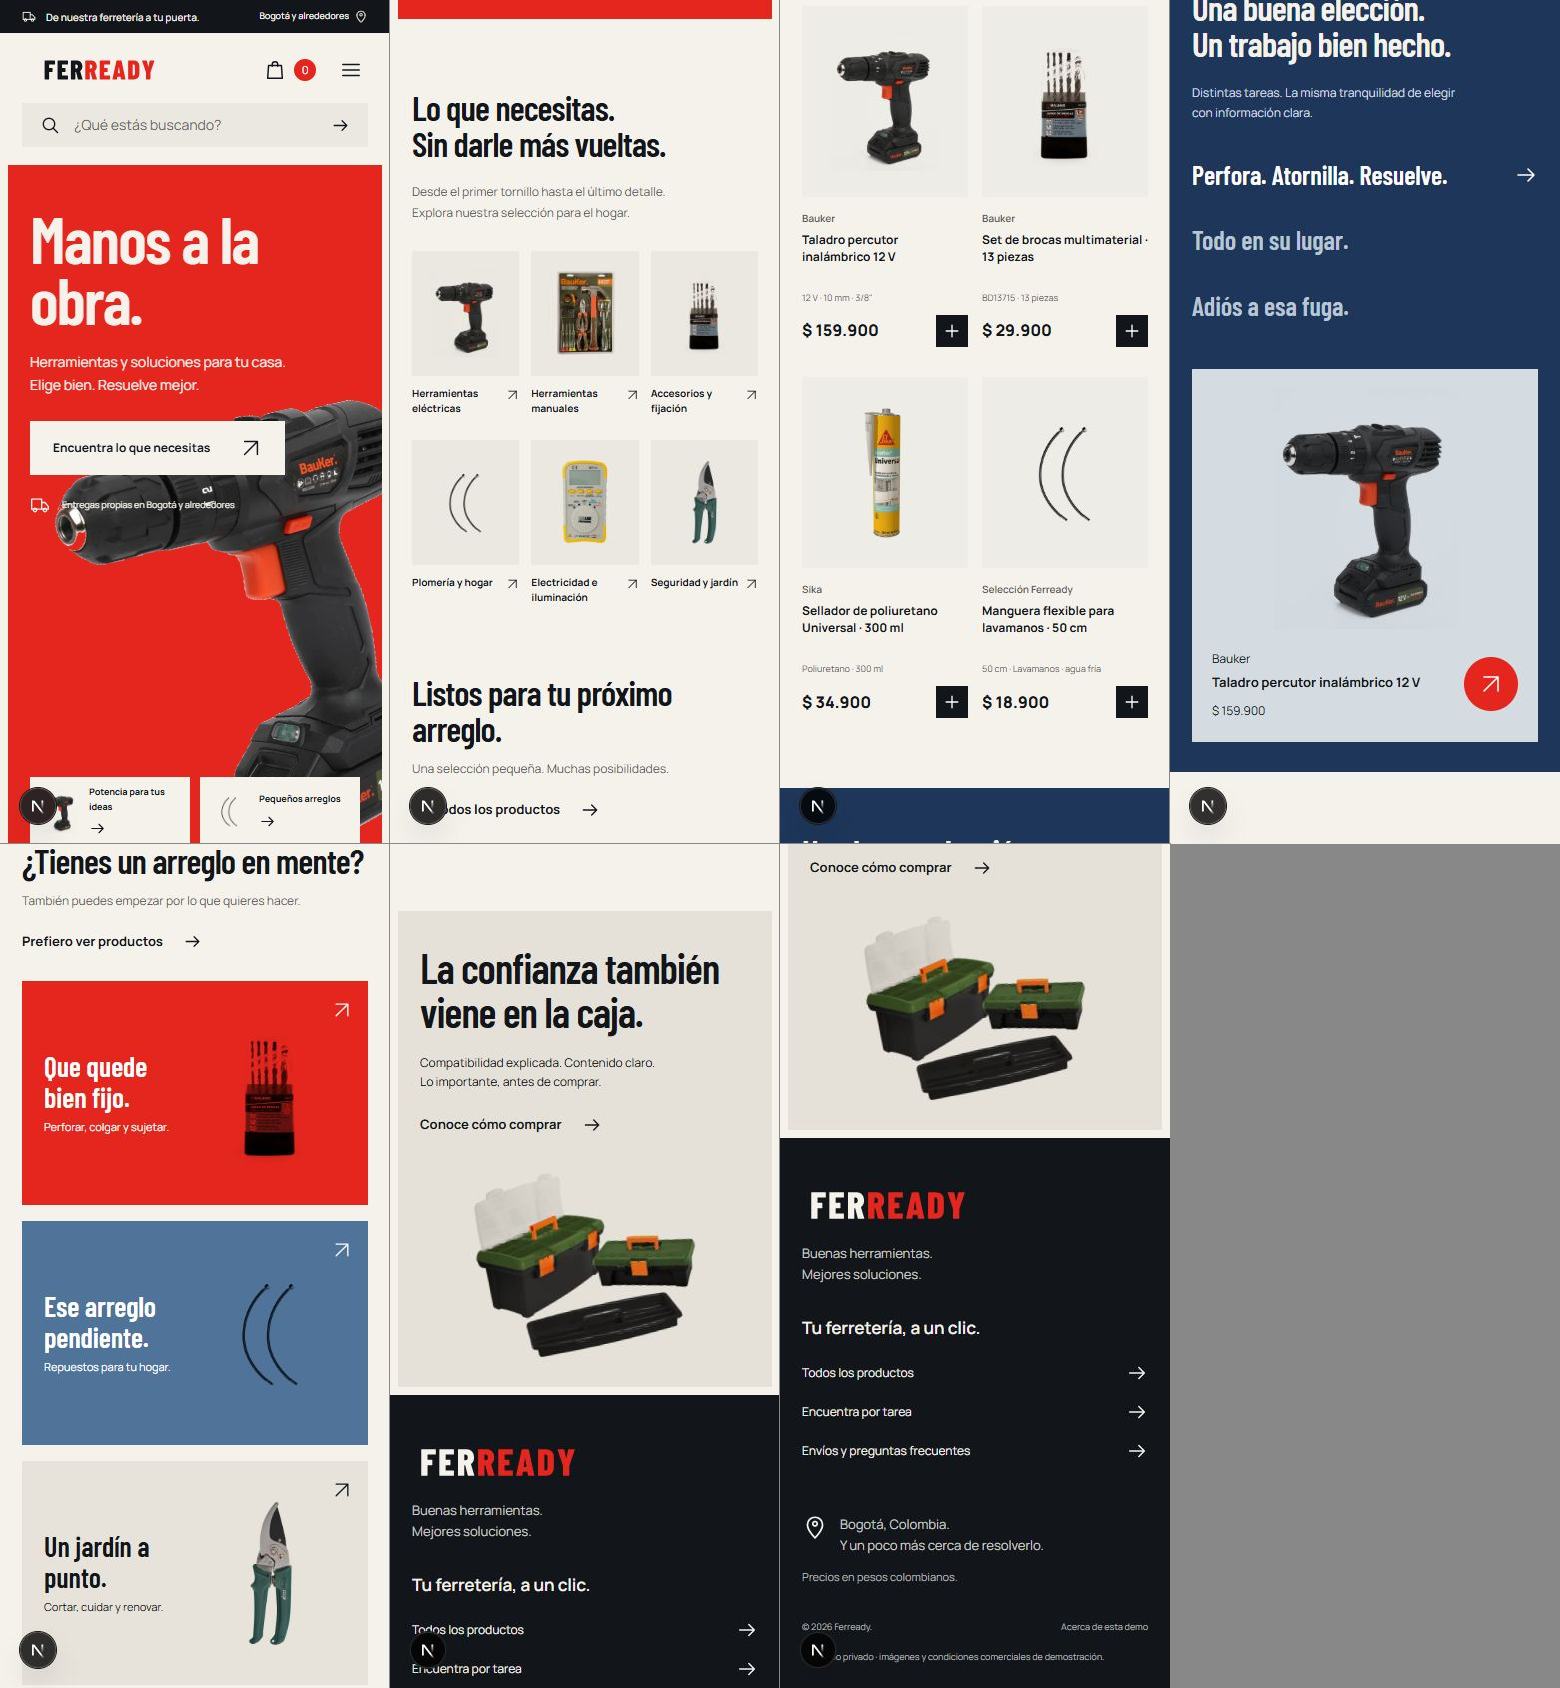 De nuestra ferretería a tu puerta.
Bogotá y alrededores
FERREADY
0
¿Qué estás buscando?
Manos a la
obra.
Herramientas y soluciones para tu casa.
Elige bien. Resuelve mejor.
Encuentra lo que necesitas
Entregas propias en Bogotá y alrededores
BauKer.
Potencia para tus
ideas
Pequeños arreglos
N
Lo que necesitas.
Sin darle más vueltas.
Desde el primer tornillo hasta el último detalle.
Explora nuestra selección para el hogar.
BauKer.
Herramientas
eléctricas
Herramientas
manuales
Accesorios y
fijación
Plomería y hogar
Electricidad e
iluminación
Seguridad y jardín
Listos para tu próximo
arreglo.
Una selección pequeña. Muchas posibilidades.
odos los productos
N
Bauker
Taladro percutor
inalámbrico 12 V
12 V · 10 mm · 3/8"
$ 159.900
Bauker
Set de brocas multimaterial ·
13 piezas
BD13715 · 13 piezas
$ 29.900
Universal
Sika
Sellador de poliuretano
Universal · 300 ml
Poliuretano · 300 ml
$ 34.900
Selección Ferready
Manguera flexible para
lavamanos · 50 cm
50 cm · Lavamanos · agua fría
$ 18.900
N
Una buena elección.
Un trabajo bien hecho.
Distintas tareas. La misma tranquilidad de elegir
con información clara.
Perfora. Atornilla. Resuelve.
Todo en su lugar.
Adiós a esa fuga.
BauKer.
BauKer. 12V
Bauker
Taladro percutor inalámbrico 12 V
$ 159.900
N
¿Tienes un arreglo en mente?
También puedes empezar por lo que quieres hacer.
Prefiero ver productos
Que quede
bien fijo.
Perforar, colgar y sujetar.
Ese arreglo
pendiente.
Repuestos para tu hogar.
Un jardín a
punto.
Cortar, cuidar y renovar.
N
La confianza también
viene en la caja.
Compatibilidad explicada. Contenido claro.
Lo importante, antes de comprar.
Conoce cómo comprar
FERREADY
Buenas herramientas.
Mejores soluciones.
Tu ferretería, a un clic.
Todos los productos
Encuentra por tarea
N
Conoce cómo comprar
FERREADY
Buenas herramientas.
Mejores soluciones.
Tu ferretería, a un clic.
Todos los productos
Encuentra por tarea
Envíos y preguntas frecuentes
Bogotá, Colombia.
Y un poco más cerca de resolverlo.
Precios en pesos colombianos.
© 2026 Ferready.
Acerca de esta demo
N
o privado · imágenes y condiciones comerciales de demostración.